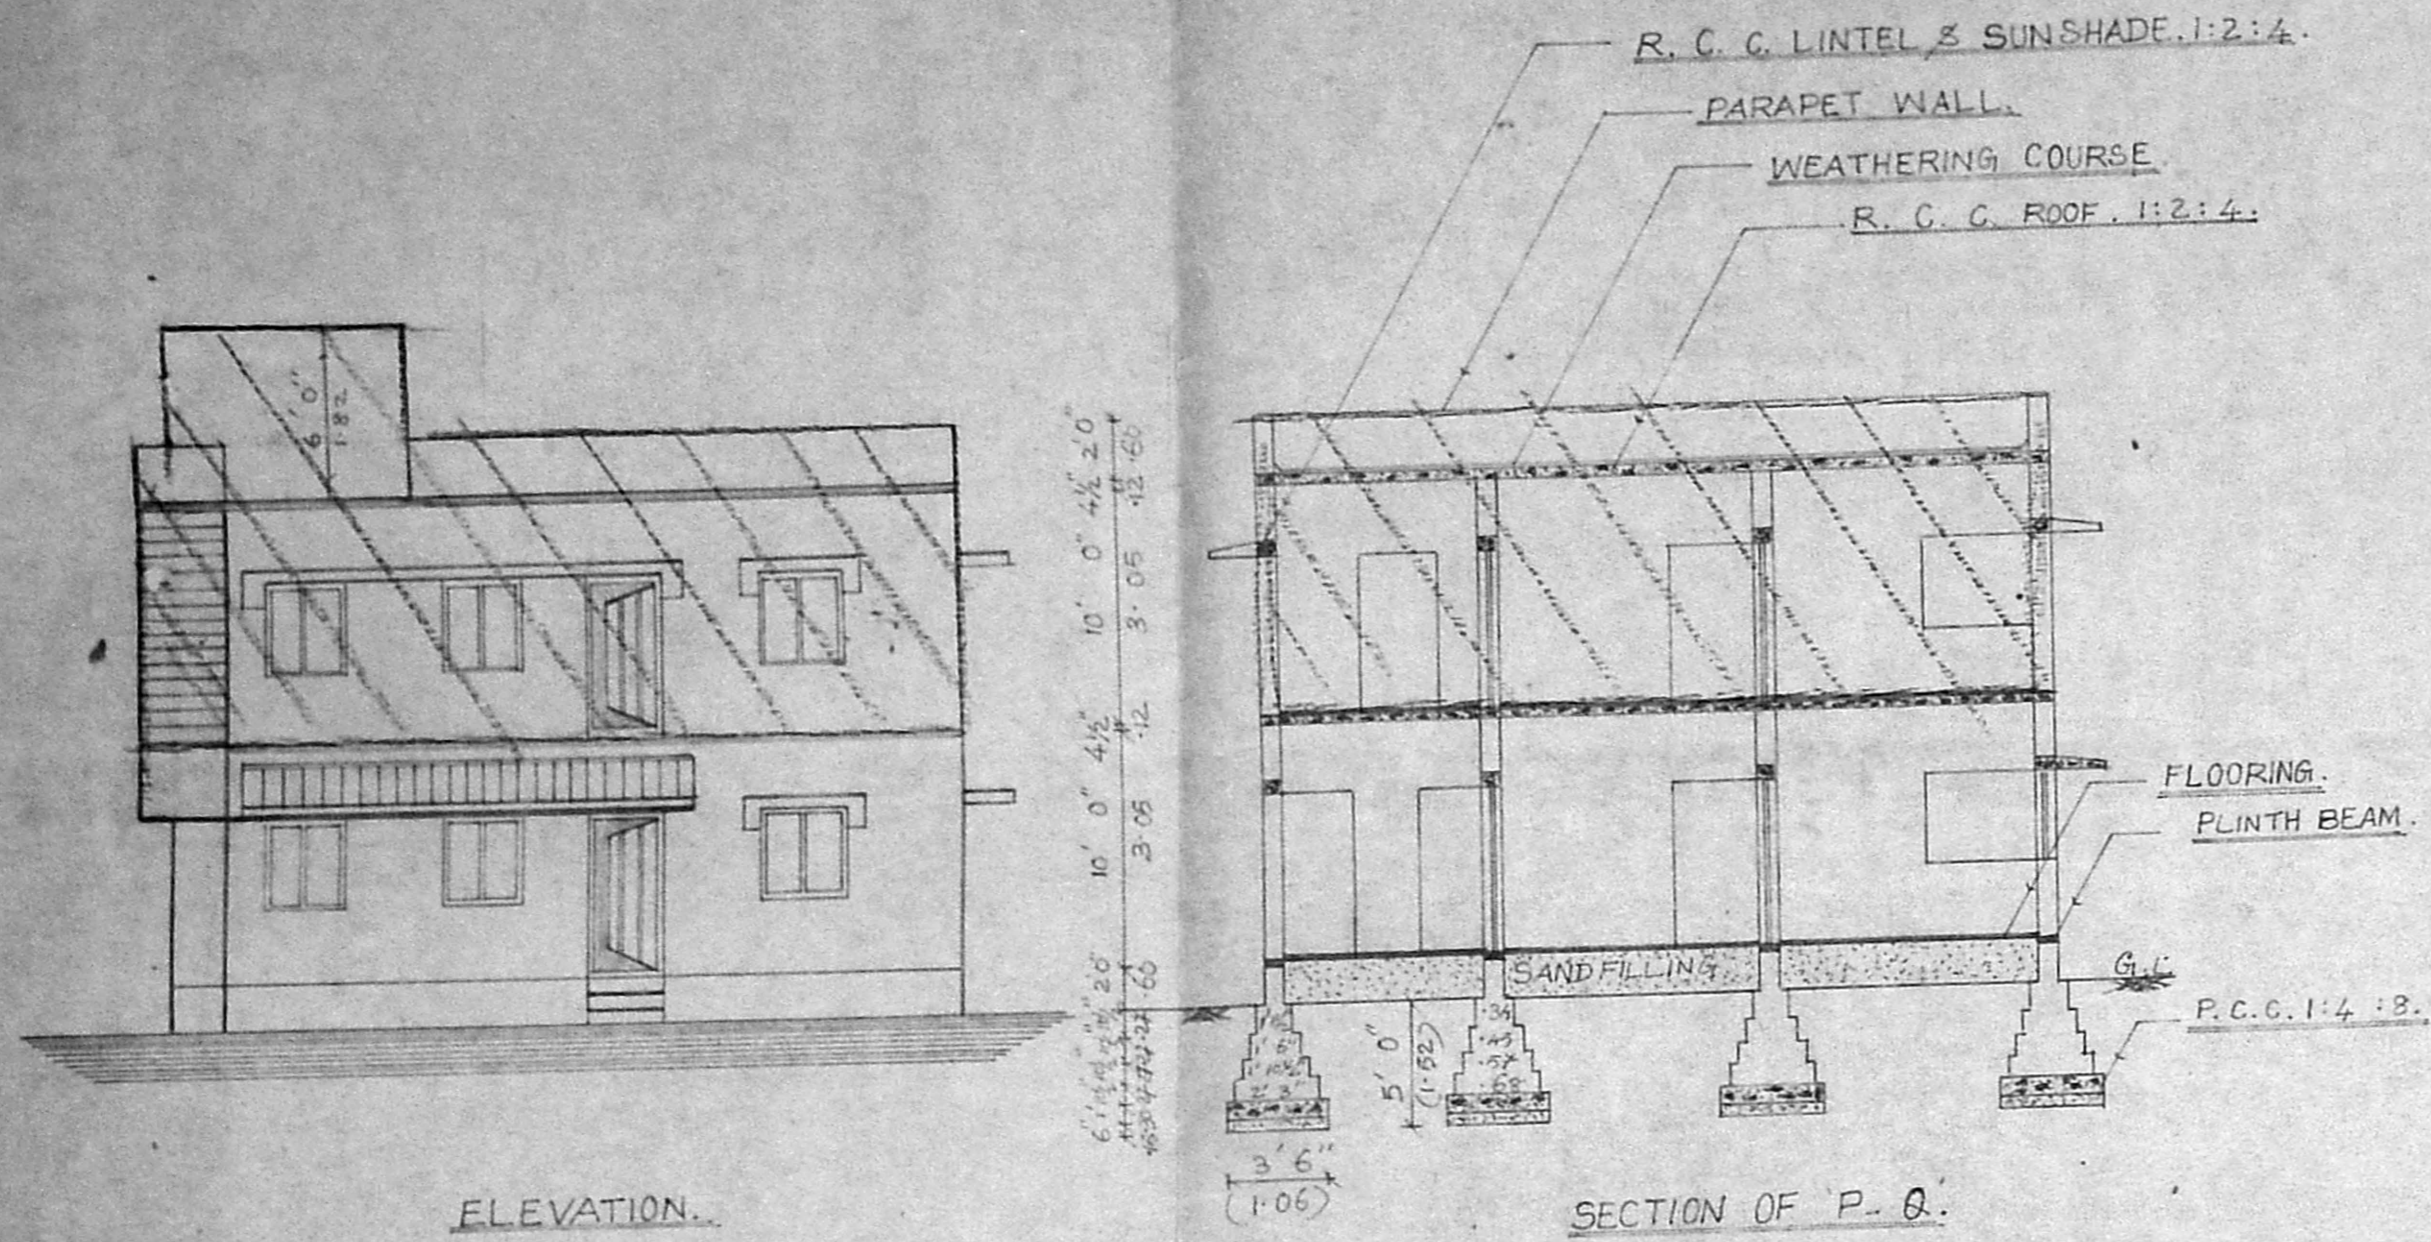 R. C. C. LINTEL & SUNSHADE. 1:2:4.
PARAPET WALL.
WEATHERING COURSE.
R. C. C. ROOF. 1:2:4.
6' 0"
1.82
2'0"
.60
4½"
.12
10' 0"
3.05
4½"
.12
10' 0"
3.05
2'0"
.60
FLOORING.
PLINTH BEAM.
SAND FILLING
G.L
P.C.C. 1:4:8.
.34
.45
.57
.68
5' 0"
(1.52)
3' 6"
(1.06)
ELEVATION.
SECTION OF P-Q.